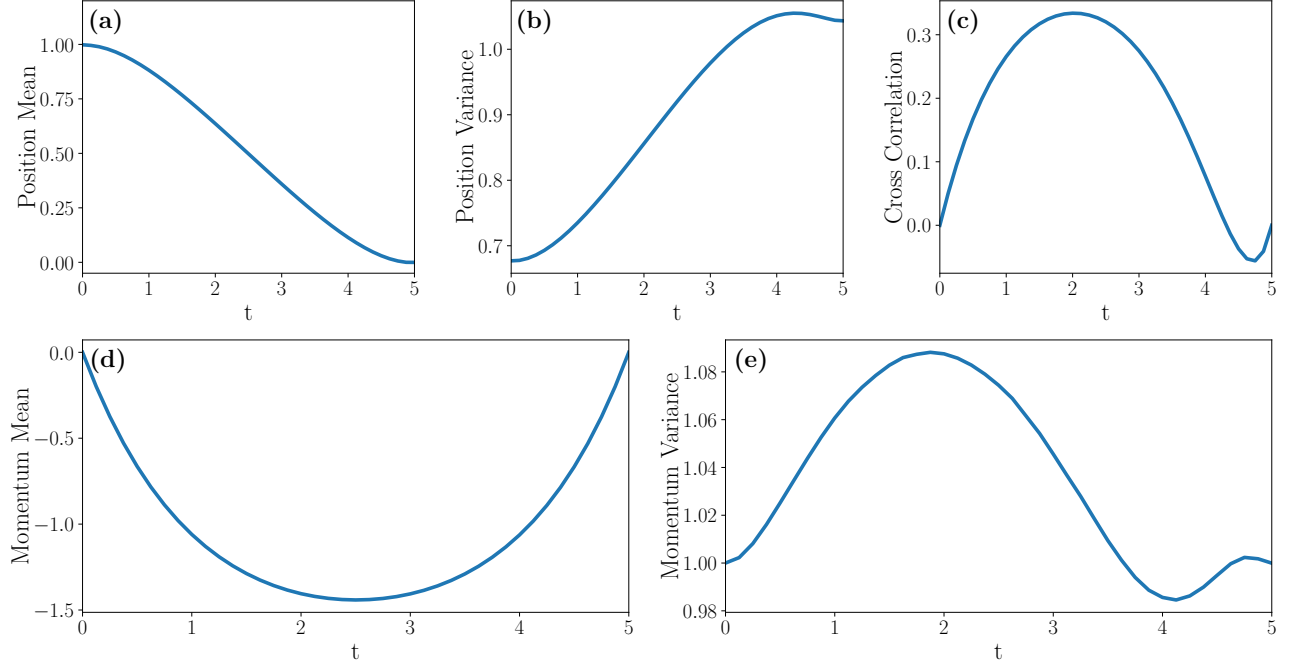 (a)
Position Mean
1.00
0.75
0.50
0.25
0.00
0 1 2 3 4 5
t
(b)
Position Variance
1.0
0.9
0.8
0.7
0 1 2 3 4 5
t
(c)
Cross Correlation
0.3
0.2
0.1
0.0
0 1 2 3 4 5
t
(d)
Momentum Mean
0.0
−0.5
−1.0
−1.5
0 1 2 3 4 5
t
(e)
Momentum Variance
1.08
1.06
1.04
1.02
1.00
0.98
0 1 2 3 4 5
t